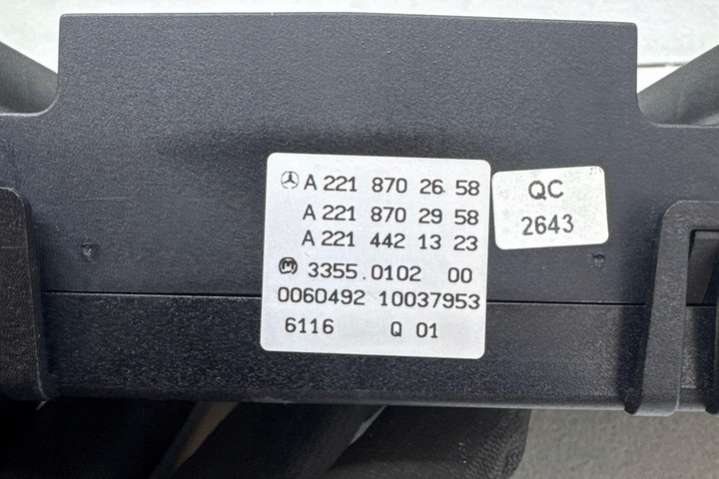 A 221 870 26 58
A 221 870 29 58
A 221 442 13 23
3355.0102 00
0060492 10037953
6116 Q 01
QC
2643